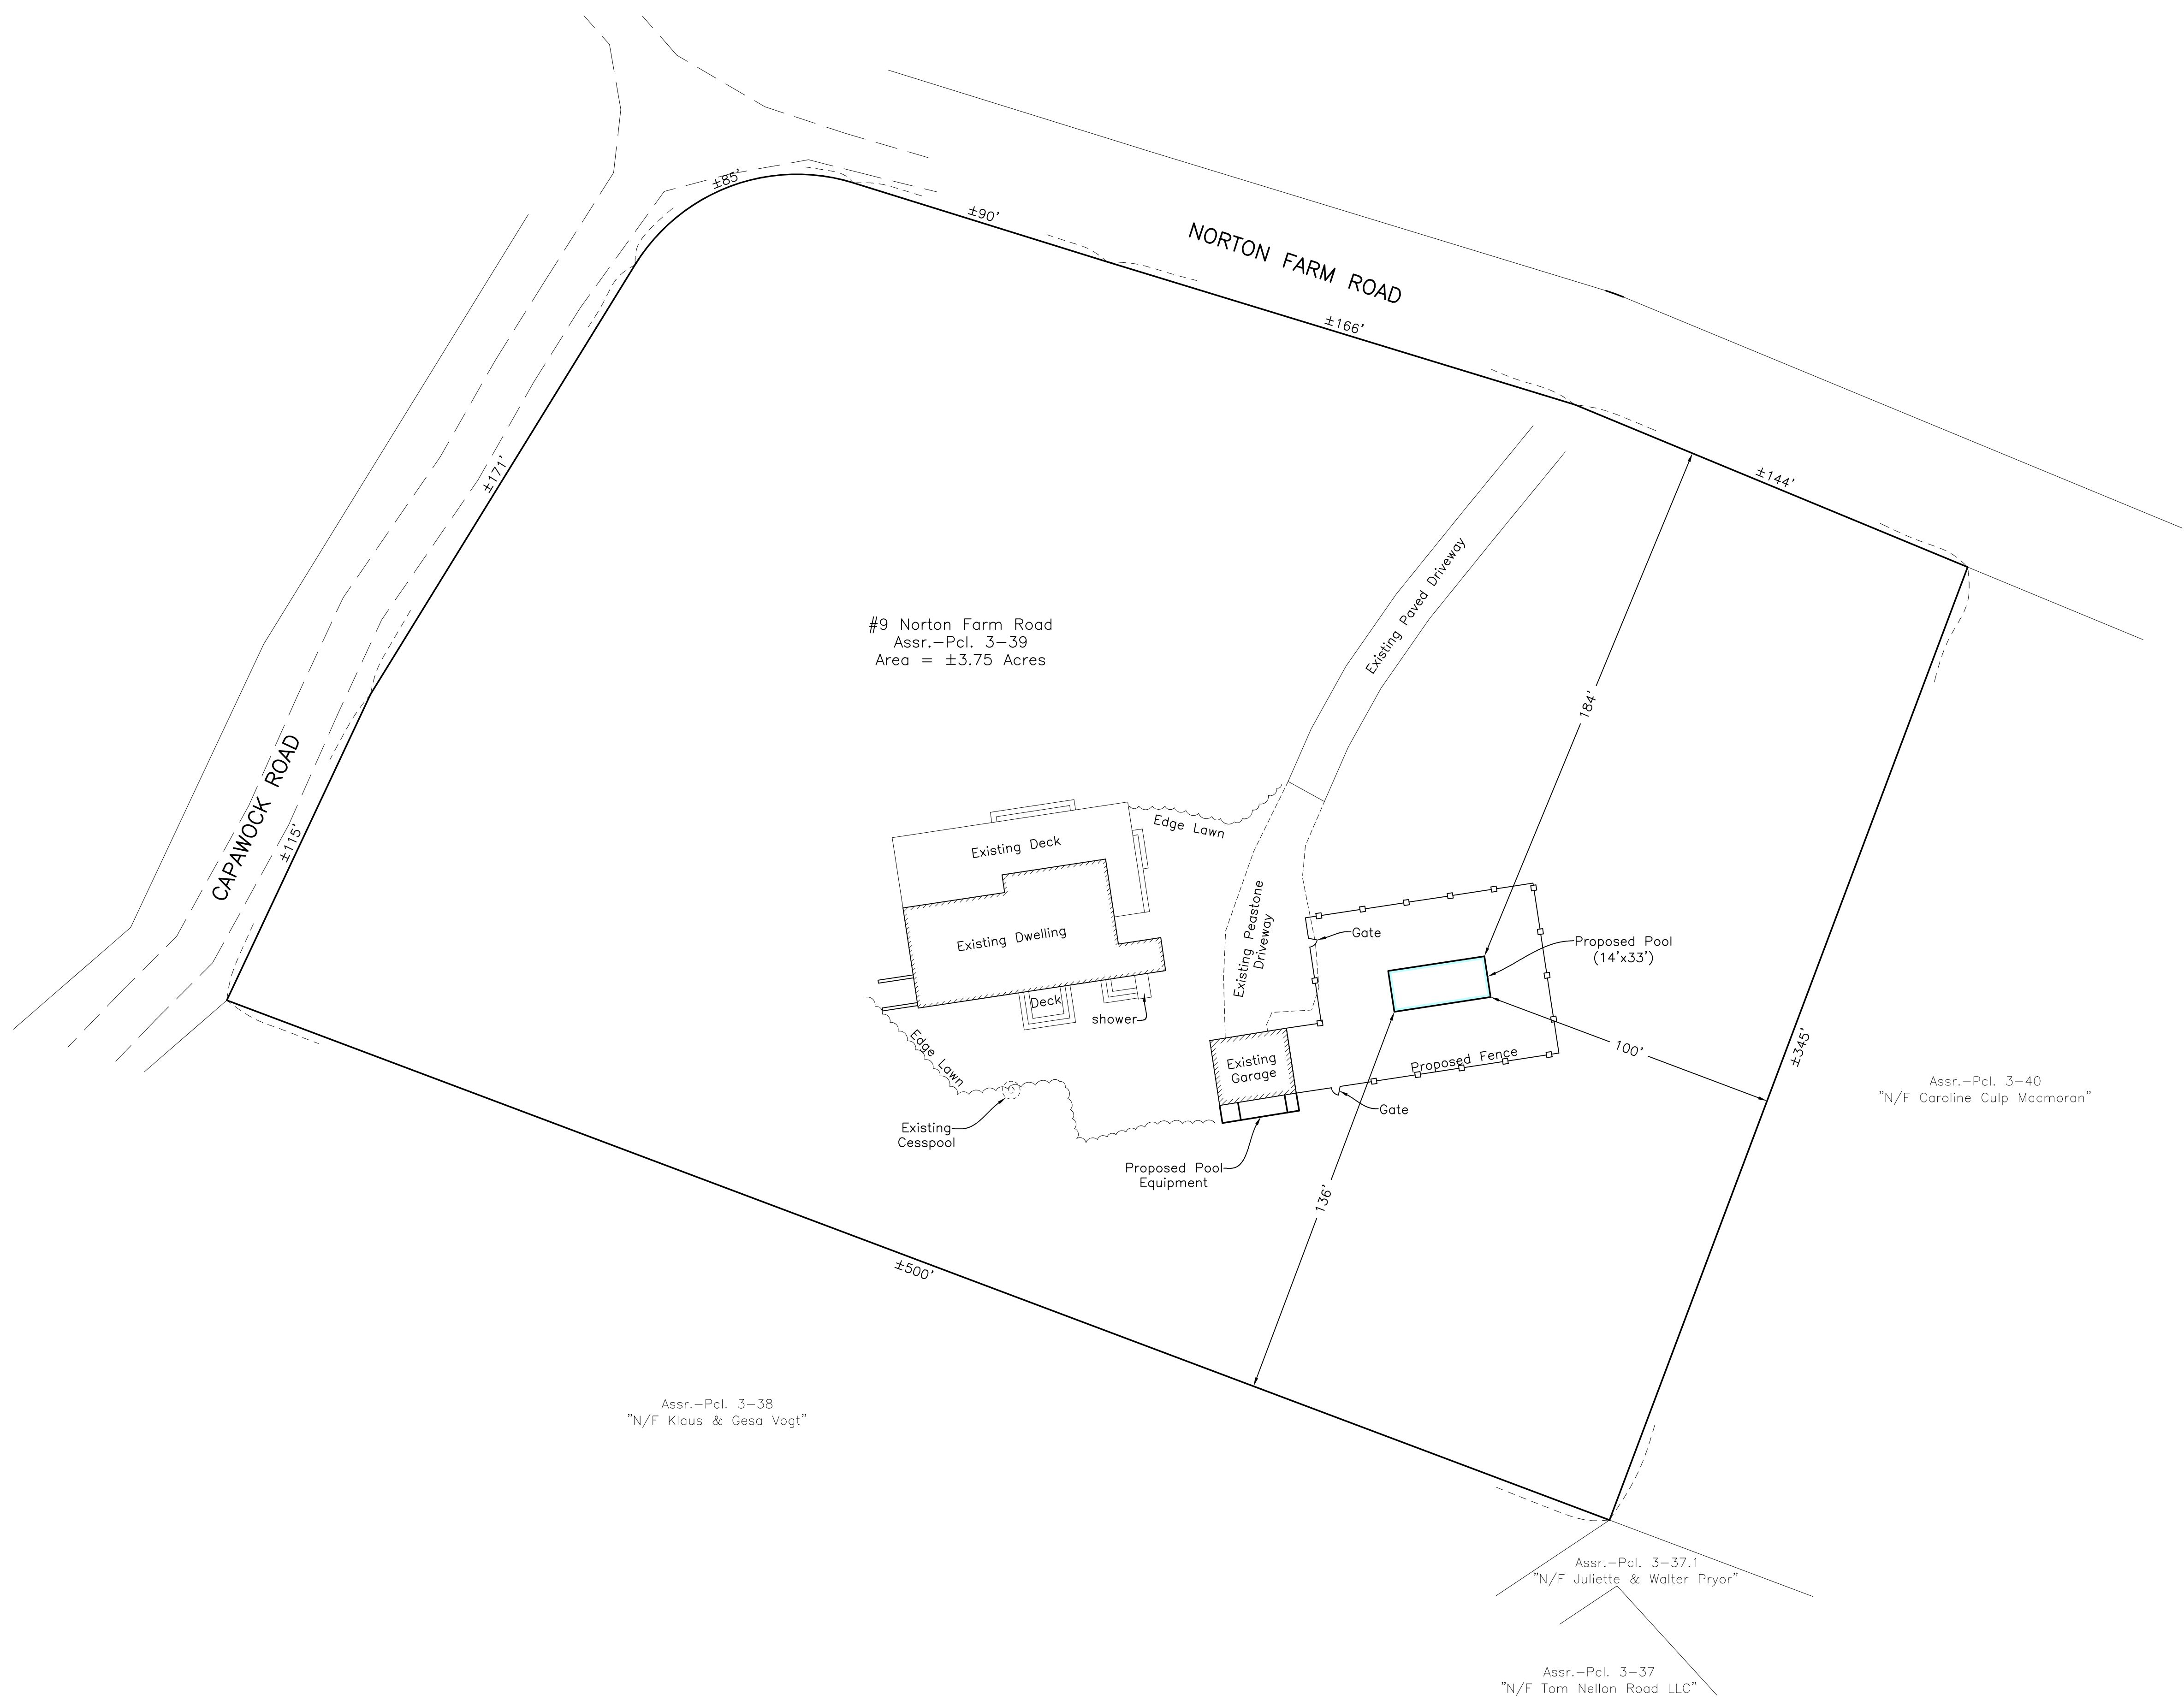 ±85'
±90'
NORTON FARM ROAD
±166'
±144'
±171'
#9 Norton Farm Road
Assr.-Pcl. 3-39
Area = ±3.75 Acres
Existing Paved Driveway
184'
CAPAWOCK ROAD
±115'
Existing Deck
Edge Lawn
Existing Dwelling
Existing Peastone
Driveway
Gate
Proposed Pool
(14'x33')
Deck
shower
Edge Lawn
Existing
Garage
Proposed Fence
100'
±345'
Assr.-Pcl. 3-40
"N/F Caroline Culp Macmoran"
Gate
Existing
Cesspool
Proposed Pool
Equipment
136'
±500'
Assr.-Pcl. 3-38
"N/F Klaus & Gesa Vogt"
Assr.-Pcl. 3-37.1
"N/F Juliette & Walter Pryor"
Assr.-Pcl. 3-37
"N/F Tom Nellon Road LLC"